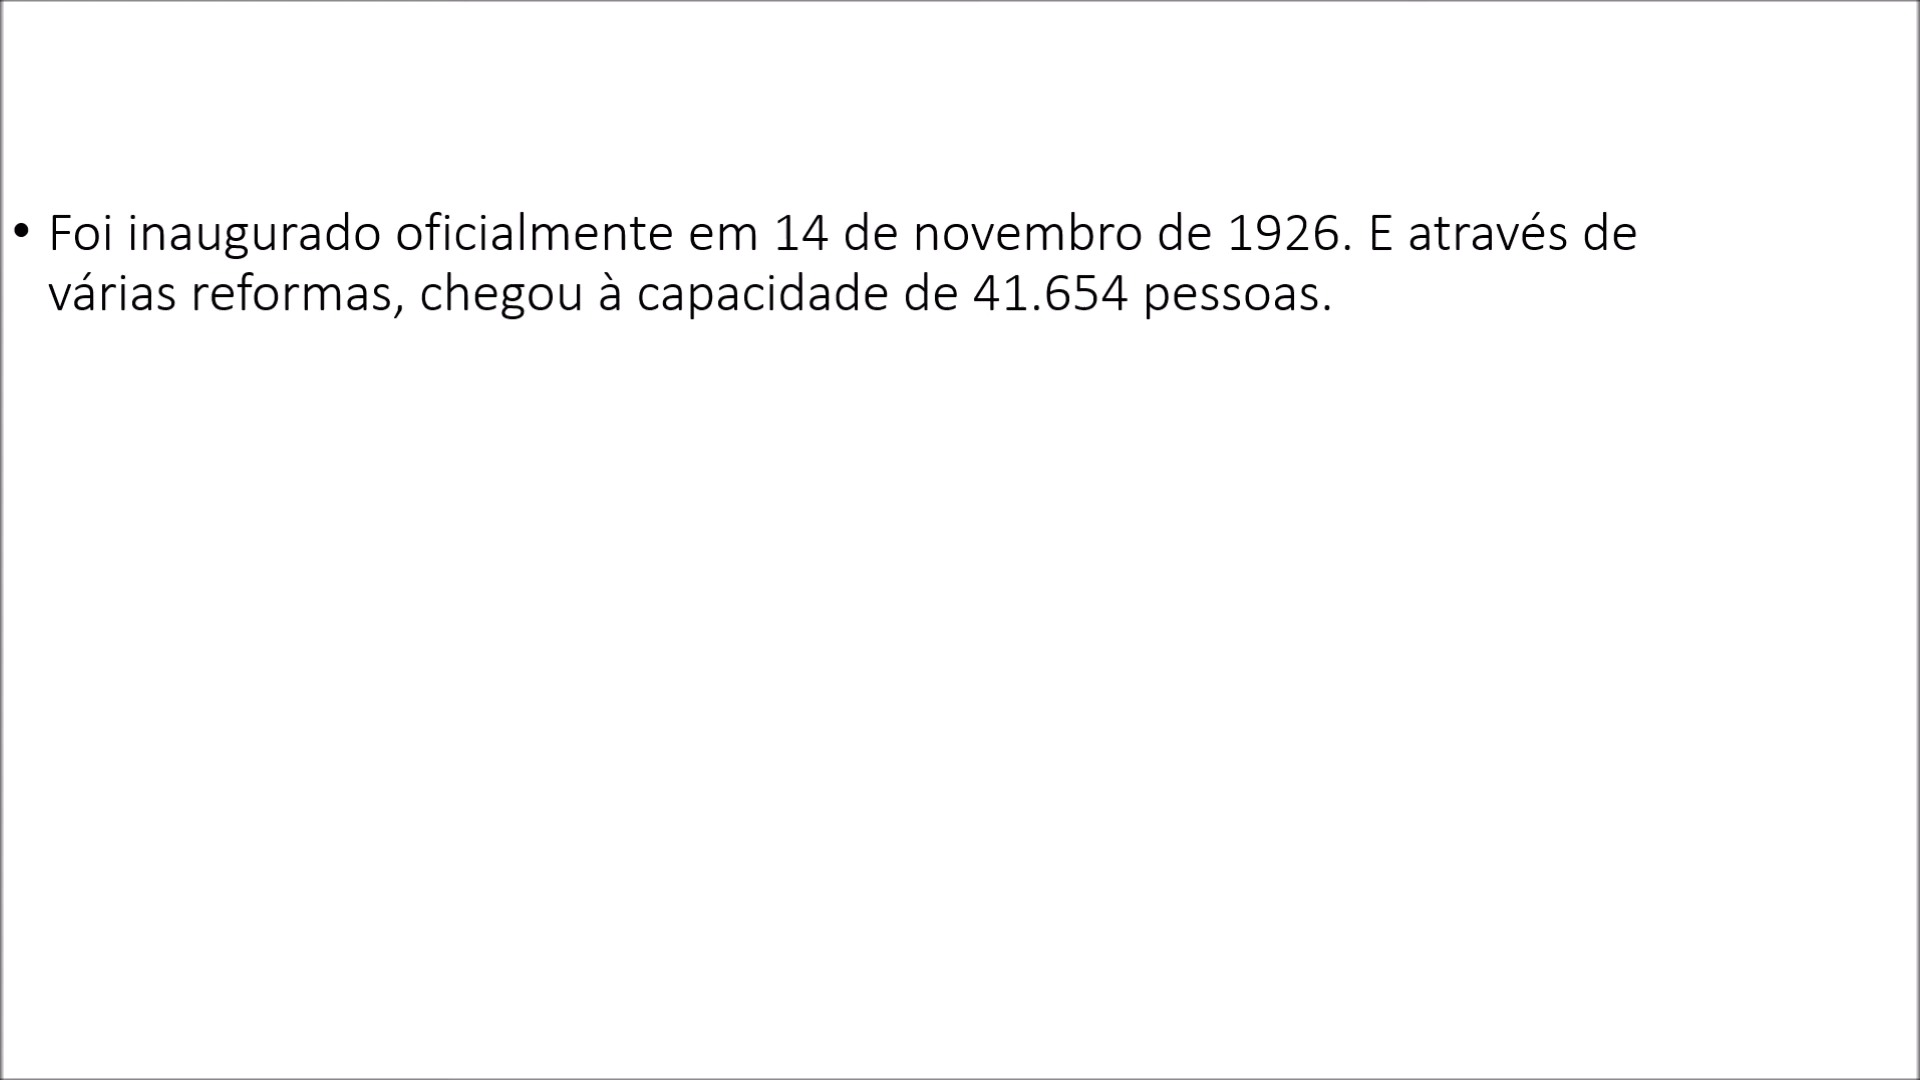 • Foi inaugurado oficialmente em 14 de novembro de 1926. E através de
várias reformas, chegou à capacidade de 41.654 pessoas.